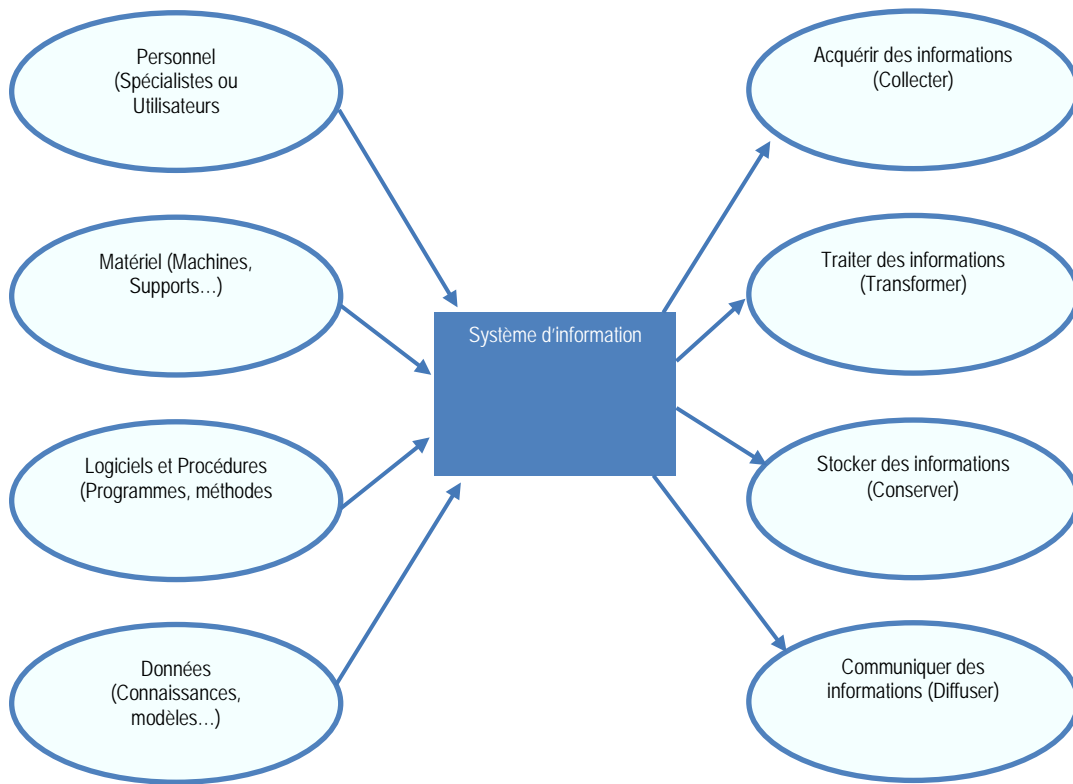 Personnel
(Spécialistes ou
Utilisateurs
Matériel (Machines,
Supports…)
Logiciels et Procédures
(Programmes, méthodes
Données
(Connaissances,
modèles…)
Système d’information
Acquérir des informations
(Collecter)
Traiter des informations
(Transformer)
Stocker des informations
(Conserver)
Communiquer des
informations (Diffuser)